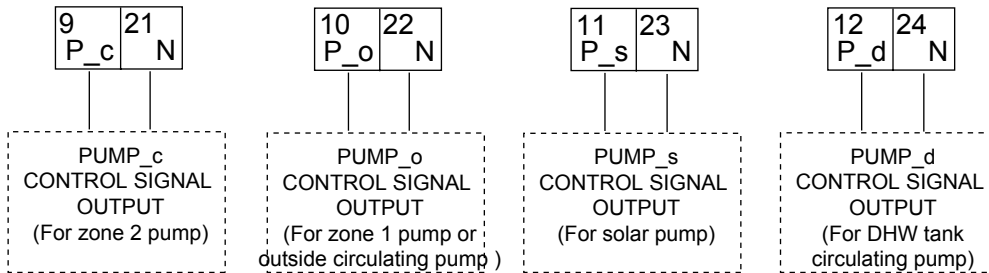 9 21
P_c N
PUMP_c
CONTROL SIGNAL
OUTPUT
(For zone 2 pump)
10 22
P_o N
PUMP_o
CONTROL SIGNAL
OUTPUT
(For zone 1 pump or
outside circulating pump )
11 23
P_s N
PUMP_s
CONTROL SIGNAL
OUTPUT
(For solar pump)
12 24
P_d N
PUMP_d
CONTROL SIGNAL
OUTPUT
(For DHW tank
circulating pump)